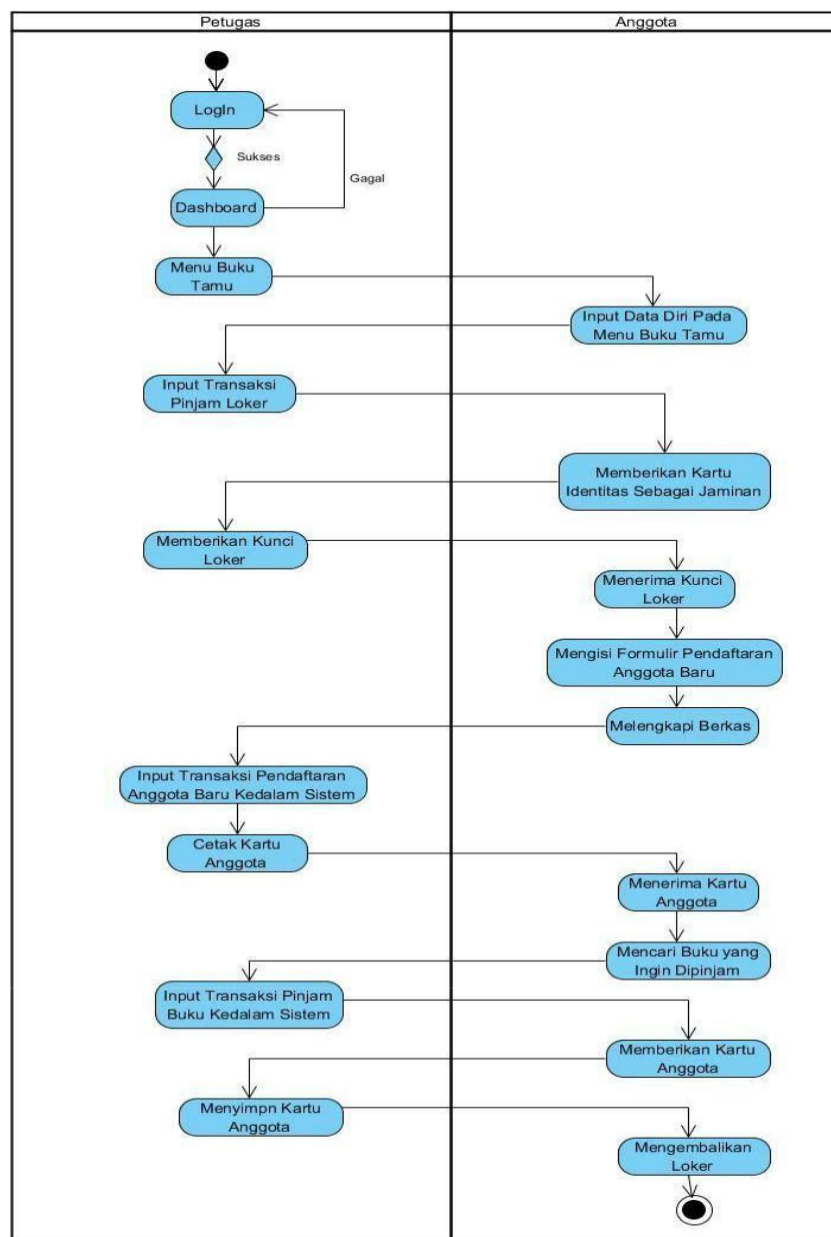 Petugas
Anggota
LogIn
Sukses
Gagal
Dashboard
Menu Buku
Tamu
Input Data Diri Pada
Menu Buku Tamu
Input Transaksi
Pinjam Loker
Memberikan Kartu
Identitas Sebagai Jaminan
Memberikan Kunci
Loker
Menerima Kunci
Loker
Mengisi Formulir Pendaftaran
Anggota Baru
Melengkapi Berkas
Input Transaksi Pendaftaran
Anggota Baru Kedalam Sistem
Cetak Kartu
Anggota
Menerima Kartu
Anggota
Mencari Buku yang
Ingin Dipinjam
Input Transaksi Pinjam
Buku Kedalam Sistem
Memberikan Kartu
Anggota
Menyimpn Kartu
Anggota
Mengembalikan
Loker